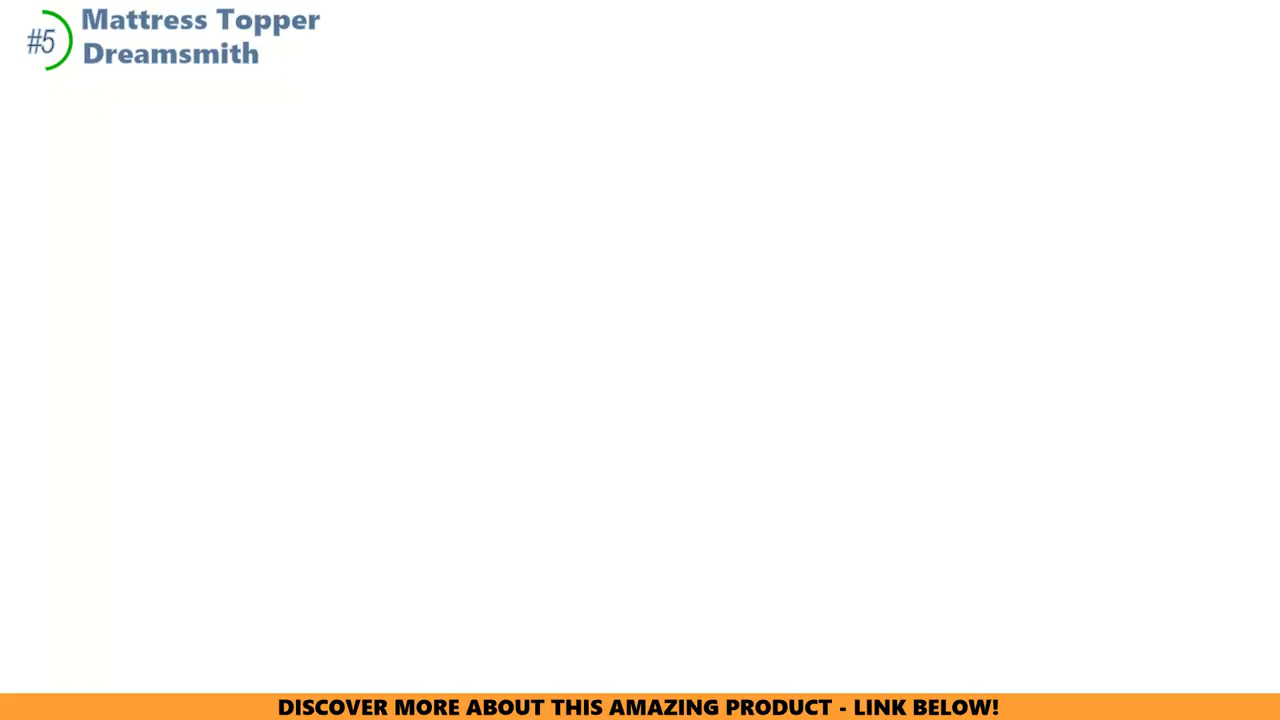 #5
Mattress Topper
Dreamsmith
DISCOVER MORE ABOUT THIS AMAZING PRODUCT - LINK BELOW!